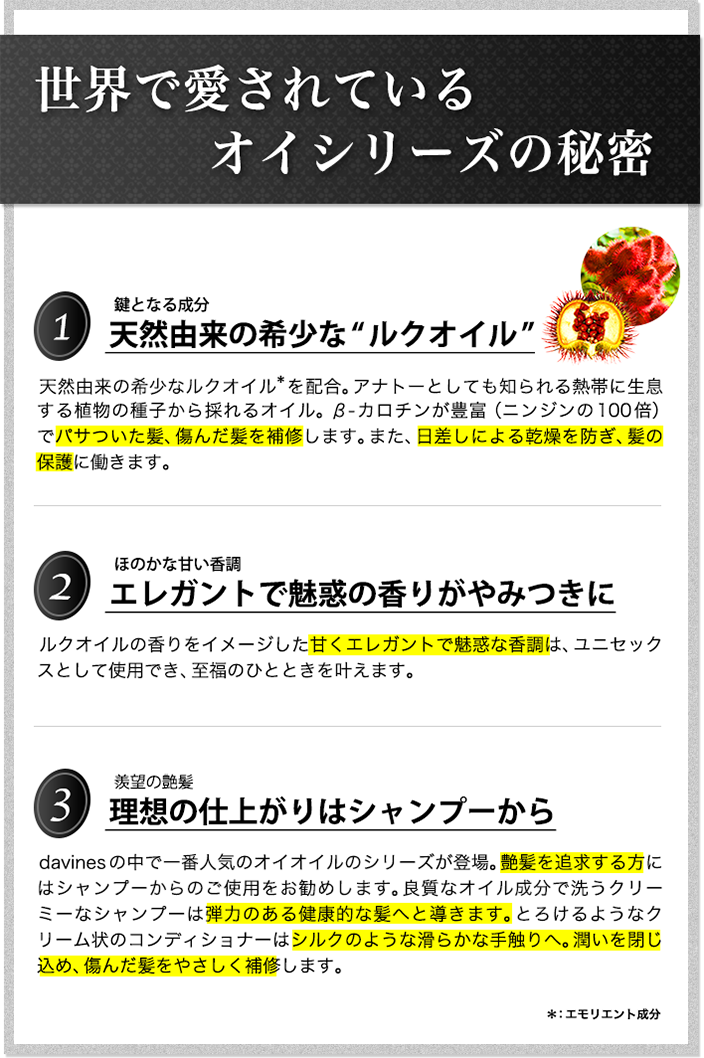 世界で愛されている
オイシリーズの秘密
1
鍵となる成分
天然由来の希少な“ルクオイル”
天然由来の希少なルクオイル*を配合。アナトーとしても知られる熱帯に生息
する植物の種子から採れるオイル。β-カロチンが豊富（ニンジンの100倍）
でパサついた髪、傷んだ髪を補修します。また、日差しによる乾燥を防ぎ、髪の
保護に働きます。
2
ほのかな甘い香調
エレガントで魅惑の香りがやみつきに
ルクオイルの香りをイメージした甘くエレガントで魅惑な香調は、ユニセック
スとして使用でき、至福のひとときを叶えます。
3
羨望の艶髪
理想の仕上がりはシャンプーから
davinesの中で一番人気のオイオイルのシリーズが登場。艶髪を追求する方に
はシャンプーからのご使用をお勧めします。良質なオイル成分で洗うクリー
ミーなシャンプーは弾力のある健康的な髪へと導きます。とろけるようなク
リーム状のコンディショナーはシルクのような滑らかな手触りへ。潤いを閉じ
込め、傷んだ髪をやさしく補修します。
＊：エモリエント成分